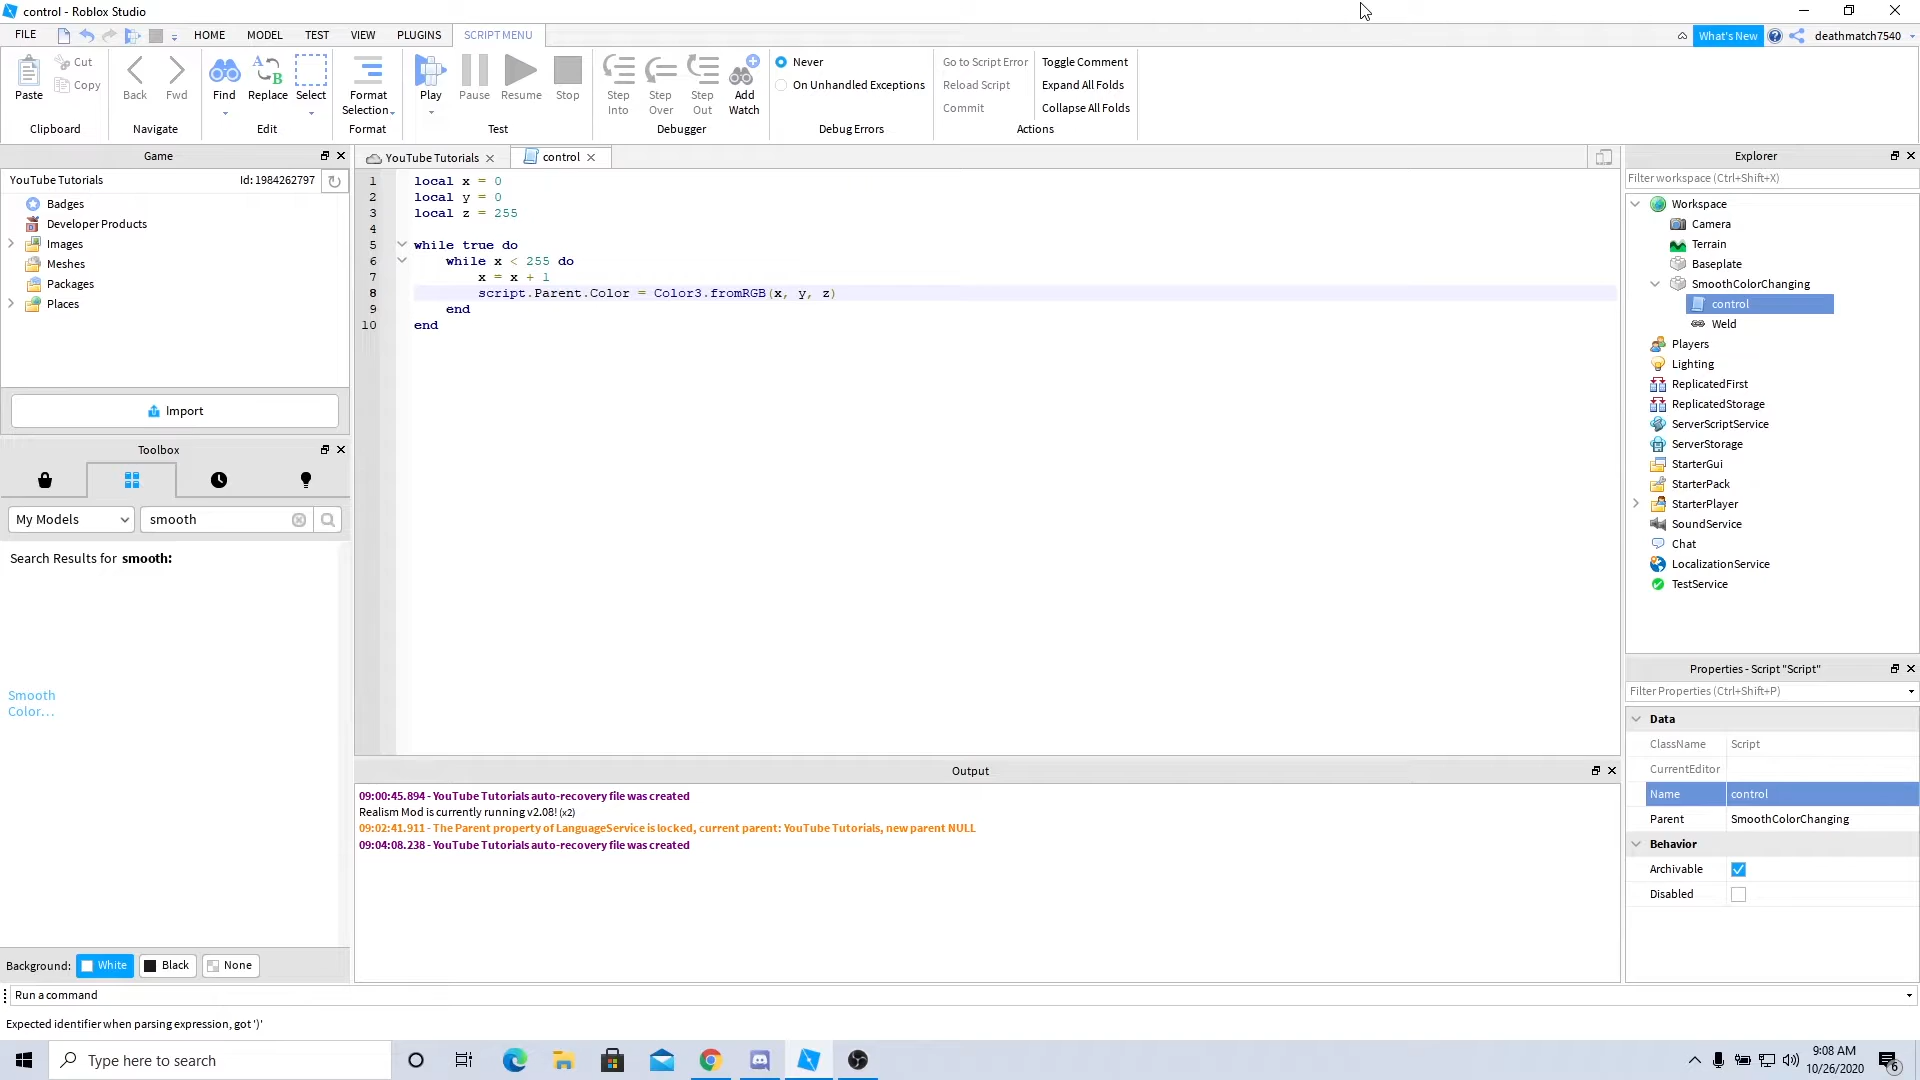 control - Roblox Studio
FILE HOME MODEL TEST VIEW PLUGINS SCRIPT MENU What's New deathmatch7540
Paste Cut Copy Back Fwd Find Replace Select Format Selection Play Pause Resume Stop Step Into Step Over Step Out Add Watch
Never
On Unhandled Exceptions
Go to Script Error
Reload Script
Commit
Toggle Comment
Expand All Folds
Collapse All Folds
Clipboard Navigate Edit Format Test Debugger Debug Errors Actions
Game
YouTube Tutorials Id: 1984262797
Badges
Developer Products
Images
Meshes
Packages
Places
Import
Toolbox
My Models smooth
Search Results for smooth:
Smooth
Color...
Background: White Black None
YouTube Tutorials control
1 local x = 0
2 local y = 0
3 local z = 255
4
5 while true do
6 while x < 255 do
7 x = x + 1
8 script.Parent.Color = Color3.fromRGB(x, y, z)
9 end
10 end
Output
09:00:45.894 - YouTube Tutorials auto-recovery file was created
Realism Mod is currently running v2.08! (x2)
09:02:41.911 - The Parent property of LanguageService is locked, current parent: YouTube Tutorials, new parent NULL
09:04:08.238 - YouTube Tutorials auto-recovery file was created
Explorer
Filter workspace (Ctrl+Shift+X)
Workspace
Camera
Terrain
Baseplate
SmoothColorChanging
control
Weld
Players
Lighting
ReplicatedFirst
ReplicatedStorage
ServerScriptService
ServerStorage
StarterGui
StarterPack
StarterPlayer
SoundService
Chat
LocalizationService
TestService
Properties - Script "Script"
Filter Properties (Ctrl+Shift+P)
Data
ClassName Script
CurrentEditor
Name control
Parent SmoothColorChanging
Behavior
Archivable
Disabled
Run a command
Expected identifier when parsing expression, got ')'
Type here to search
9:08 AM
10/26/2020
6